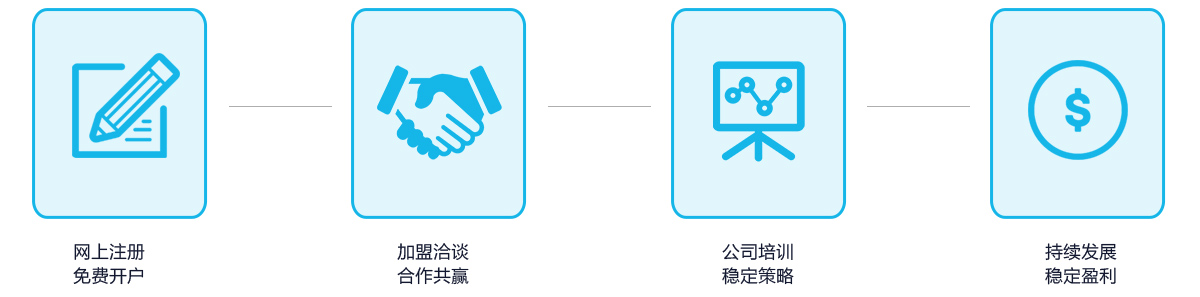 网上注册
免费开户
加盟洽谈
合作共赢
公司培训
稳定策略
持续发展
稳定盈利